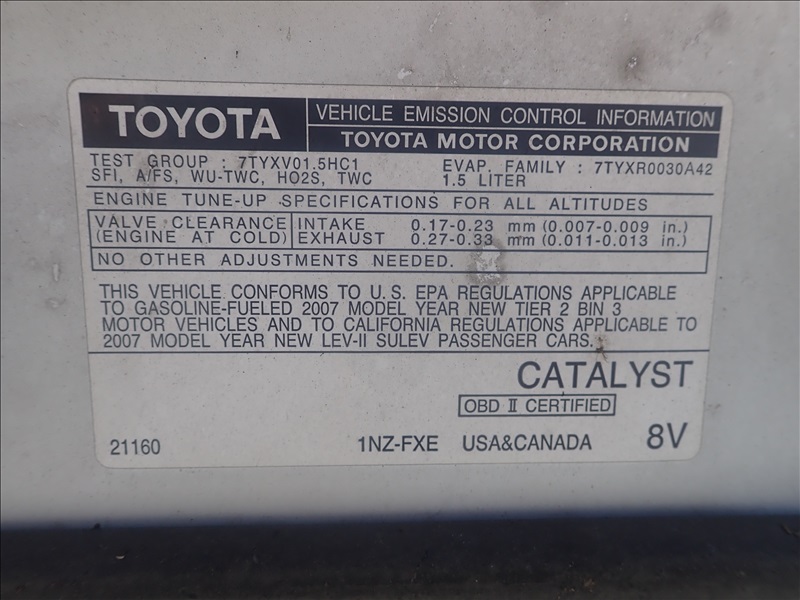 TOYOTA VEHICLE EMISSION CONTROL INFORMATION
TOYOTA MOTOR CORPORATION
TEST GROUP : 7TYXV01.5HC1 EVAP. FAMILY : 7TYXR0030A42
SFI, A/FS, WU-TWC, HO2S, TWC 1.5 LITER
ENGINE TUNE-UP SPECIFICATIONS FOR ALL ALTITUDES
VALVE CLEARANCE INTAKE 0.17-0.23 mm (0.007-0.009 in.)
(ENGINE AT COLD) EXHAUST 0.27-0.33 mm (0.011-0.013 in.)
NO OTHER ADJUSTMENTS NEEDED.
THIS VEHICLE CONFORMS TO U.S. EPA REGULATIONS APPLICABLE
TO GASOLINE-FUELED 2007 MODEL YEAR NEW TIER 2 BIN 3
MOTOR VEHICLES AND TO CALIFORNIA REGULATIONS APPLICABLE TO
2007 MODEL YEAR NEW LEV-II SULEV PASSENGER CARS.
CATALYST
OBD II CERTIFIED
21160 1NZ-FXE USA&CANADA 8V